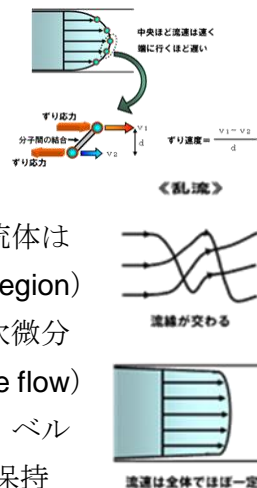 中央ほど流速は速く
端に行くほど遅い
ずり応力
v1
分子間の結合
d
v2
ずり応力
ずり速度= v1-v2
d
《乱流》
流体は
egion)
次微分
e flow)
ベル
保持
流線が交わる
流速は全体でほぼ一定